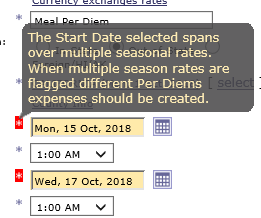 Currency exchanges rates
Meal Per Diem
The Start Date selected spans
over multiple seasonal rates.
When multiple season rates are
flagged different Per Diems
expenses should be created.
[ select ]
* Mon, 15 Oct, 2018
* 1:00 AM
* Wed, 17 Oct, 2018
* 1:00 AM